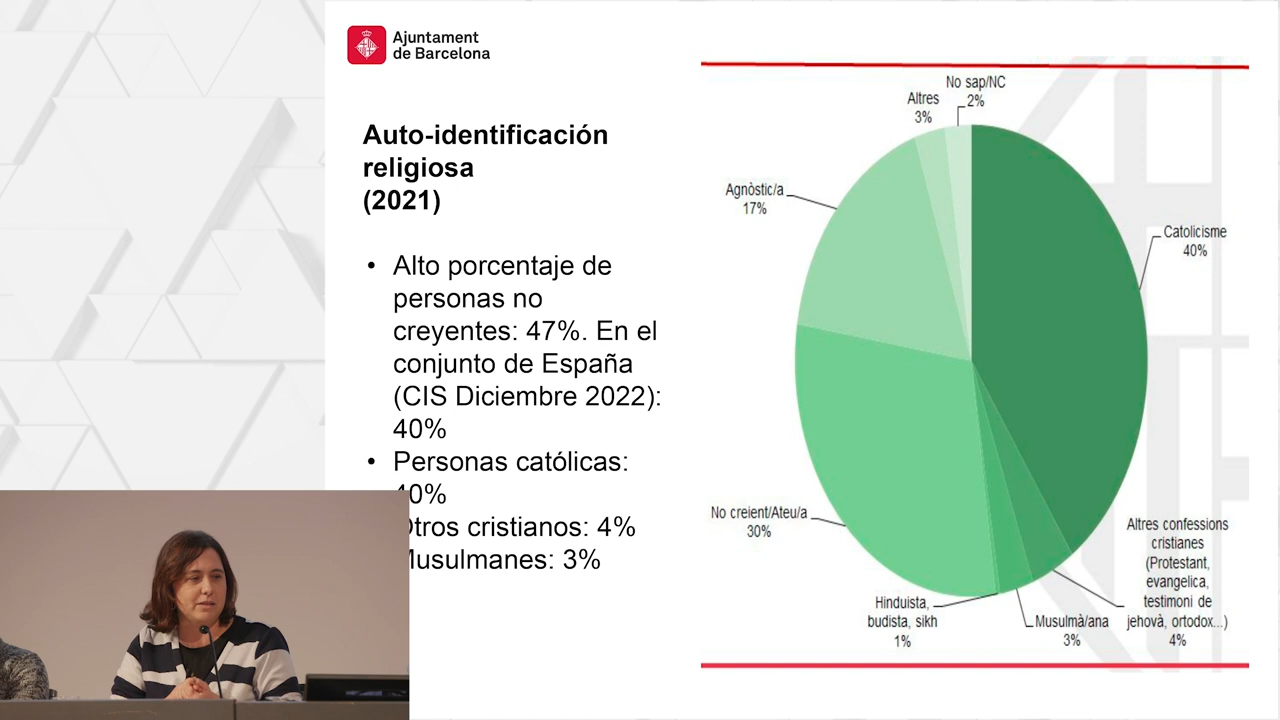 Ajuntament
de Barcelona
Auto-identificación
religiosa
(2021)
• Alto porcentaje de
personas no
creyentes: 47%. En el
conjunto de España
(CIS Diciembre 2022):
40%
• Personas católicas:
40%
Otros cristianos: 4%
Musulmanes: 3%
No sap/NC
2%
Altres
3%
Agnòstic/a
17%
Catolicisme
40%
No creient/Ateu/a
30%
Altres confessions
cristianes
(Protestant,
evangelica,
testimoni de
jehovà, ortodox...)
4%
Hinduista,
budista, sikh
1%
Musulmà/ana
3%